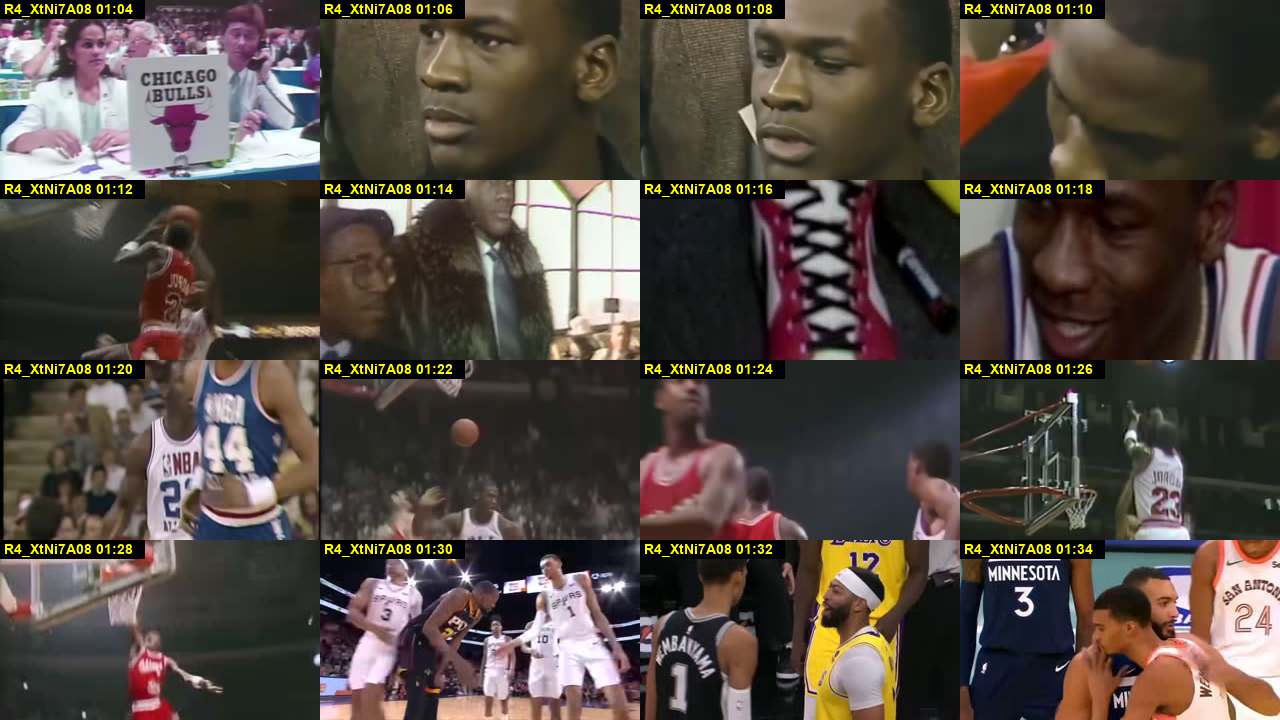 R4_XtNi7A08 01:04
R4_XtNi7A08 01:06
R4_XtNi7A08 01:08
R4_XtNi7A08 01:10
CHICAGO
BULLS
R4_XtNi7A08 01:12
R4_XtNi7A08 01:14
R4_XtNi7A08 01:16
R4_XtNi7A08 01:18
R4_XtNi7A08 01:20
R4_XtNi7A08 01:22
R4_XtNi7A08 01:24
R4_XtNi7A08 01:26
NBA
44
JORDAN
23
R4_XtNi7A08 01:28
R4_XtNi7A08 01:30
R4_XtNi7A08 01:32
R4_XtNi7A08 01:34
3
SPURS
10
1
WEMBANYAMA
1
12
MINNESOTA
3
SAN ANTONIO
24